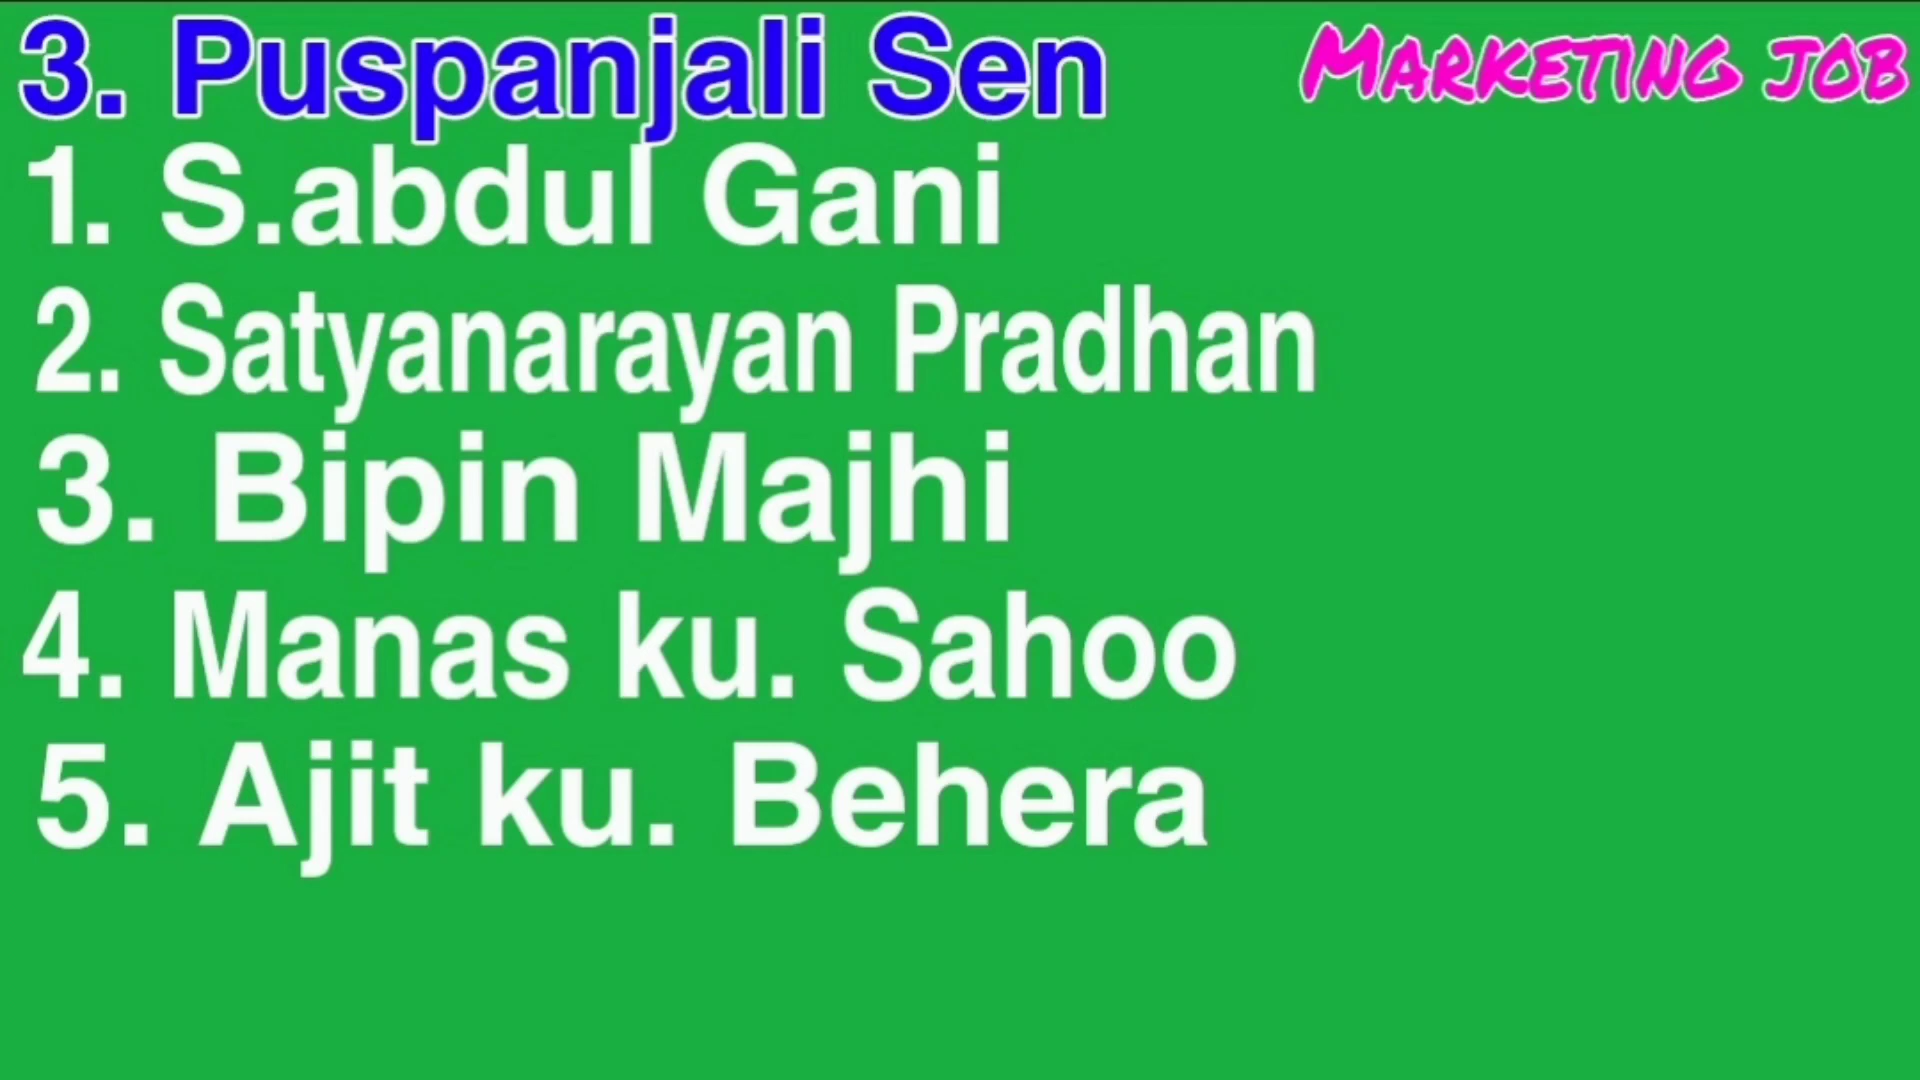 3. Puspanjali Sen
MARKETING JOB
1. S.abdul Gani
2. Satyanarayan Pradhan
3. Bipin Majhi
4. Manas ku. Sahoo
5. Ajit ku. Behera